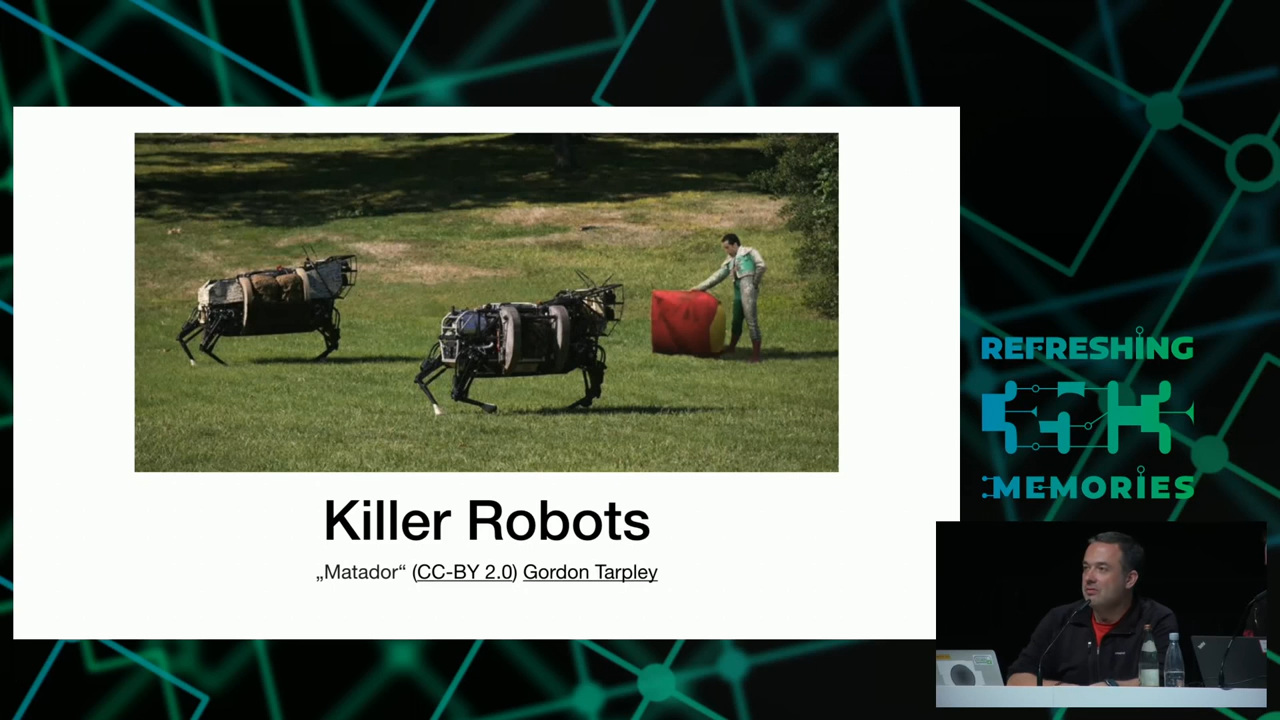 Killer Robots
„Matador“ (CC-BY 2.0) Gordon Tarpley
REFRESHING
MEMORIES